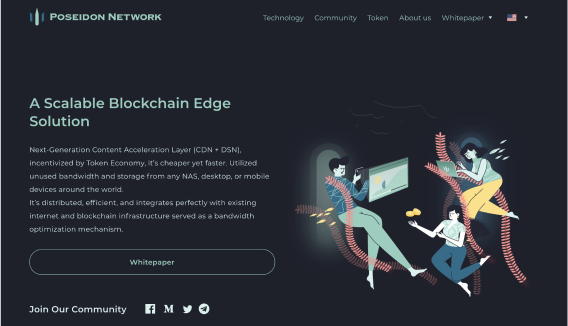 Poseidon Network
Technology Community Token About us Whitepaper
A Scalable Blockchain Edge
Solution
Next-Generation Content Acceleration Layer (CDN + DSN),
incentivized by Token Economy, it's cheaper yet faster. Utilized
unused bandwidth and storage from any NAS, desktop, or mobile
devices around the world.
It's distributed, efficient, and integrates perfectly with existing
internet and blockchain infrastructure served as a bandwidth
optimization mechanism.
Whitepaper
Join Our Community